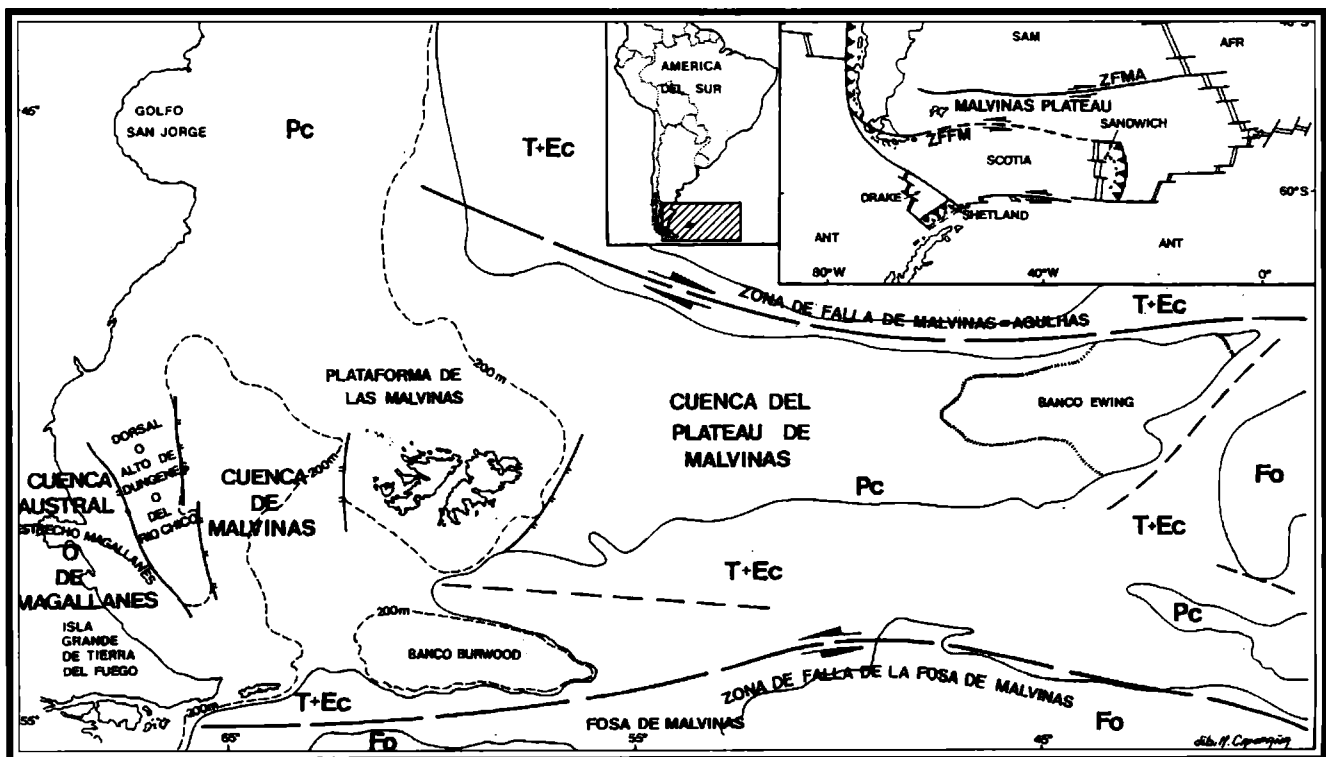 GOLFO
SAN JORGE
45°
Pc
T+Ec
AMERICA
DEL SUR
SAM
AFR
ZFMA
MALVINAS PLATEAU
ZFFM
SANDWICH
SCOTIA
60°S
DRAKE
SHETLAND
ANT
ANT
80°W
40°W
0°
ZONA DE FALLA DE MALVINAS-AGULHAS
T+Ec
200m
PLATAFORMA DE
LAS MALVINAS
CUENCA DEL
PLATEAU DE
MALVINAS
BANCO EWING
DORSAL
O
ALTO DE
DUNGENES
O
DEL
RIO CHICO
CUENCA
AUSTRAL
O
DE
MAGALLANES
ESTRECHO MAGALLANES
CUENCA
DE
MALVINAS
200m
Pc
Fo
T+Ec
T+Ec
Pc
ISLA
GRANDE
DE TIERRA
DEL FUEGO
200m
BANCO BURWOOD
ZONA DE FALLA DE LA FOSA DE MALVINAS
T+Ec
200m
FOSA DE MALVINAS
Fo
Fo
55°
65°
55°
45°